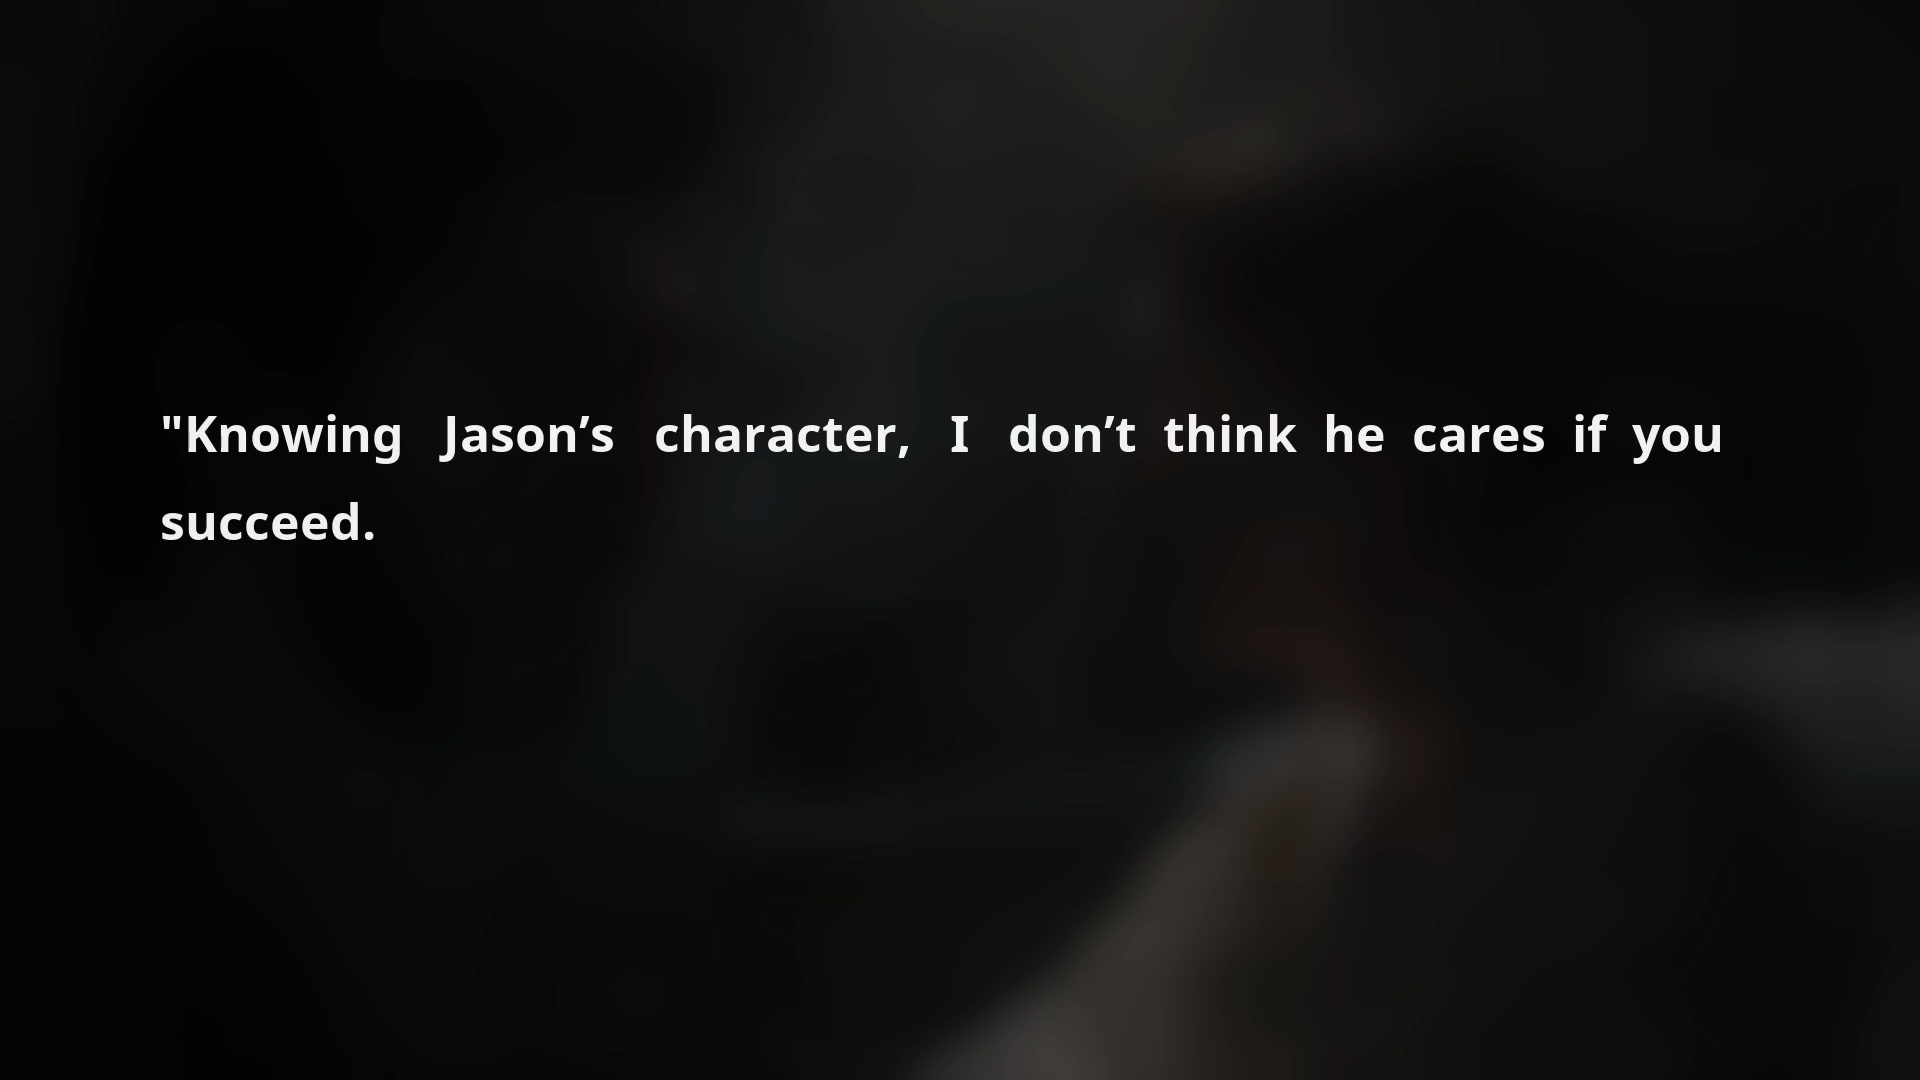 "Knowing Jason’s character, I don’t think he cares if you
succeed.